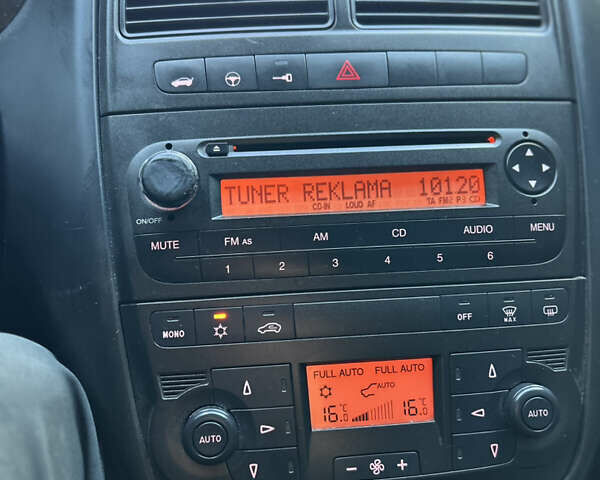 TUNER REKLAMA 10120
CD-IN LOUD AF TA FM2 P3 CD
ON/OFF
MUTE FM AS AM CD AUDIO MENU
1 2 3 4 5 6
MONO OFF MAX
FULL AUTO FULL AUTO
AUTO
16.0°C 16.0°C
AUTO AUTO
− +